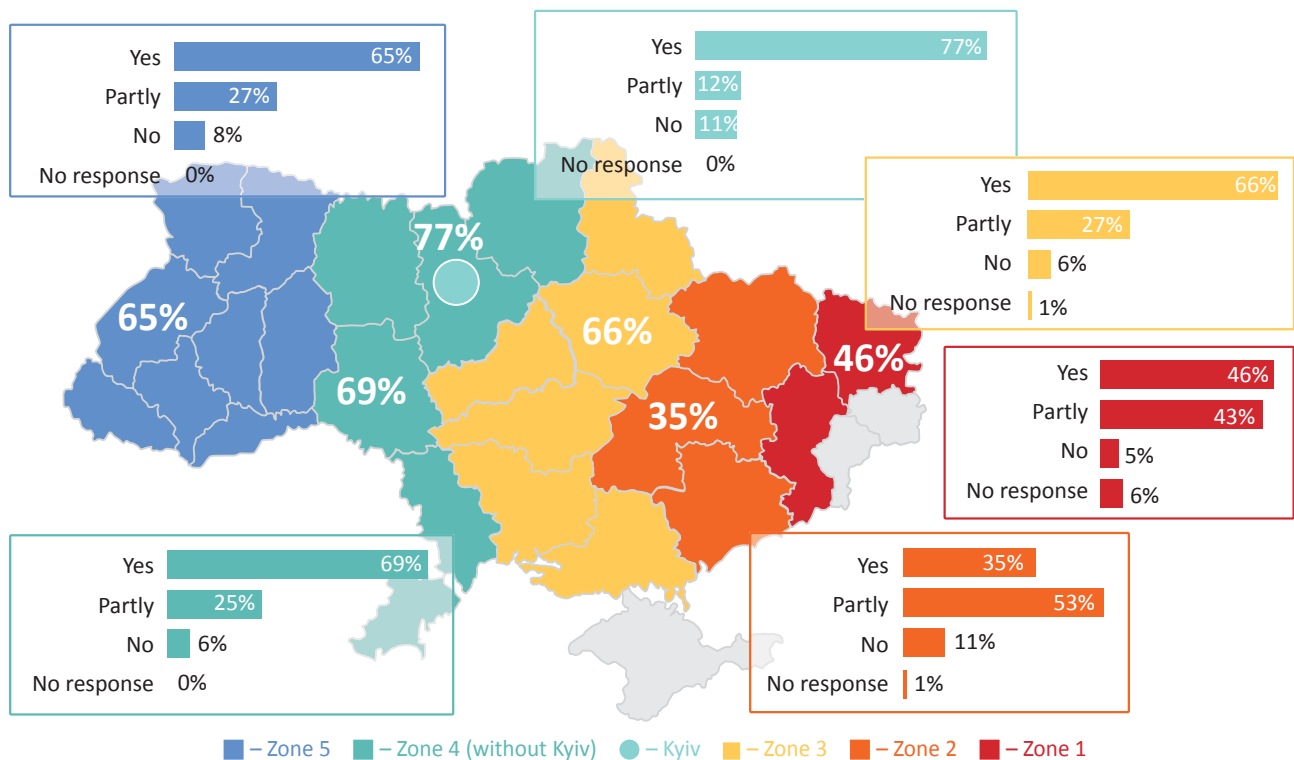 Yes 65%
Partly 27%
No 8%
No response 0%
Yes 77%
Partly 12%
No 11%
No response 0%
Yes 66%
Partly 27%
No 6%
No response 1%
77%
65%
66%
46%
69%
35%
Yes 46%
Partly 43%
No 5%
No response 6%
Yes 69%
Partly 25%
No 6%
No response 0%
Yes 35%
Partly 53%
No 11%
No response 1%
– Zone 5 – Zone 4 (without Kyiv) – Kyiv – Zone 3 – Zone 2 – Zone 1